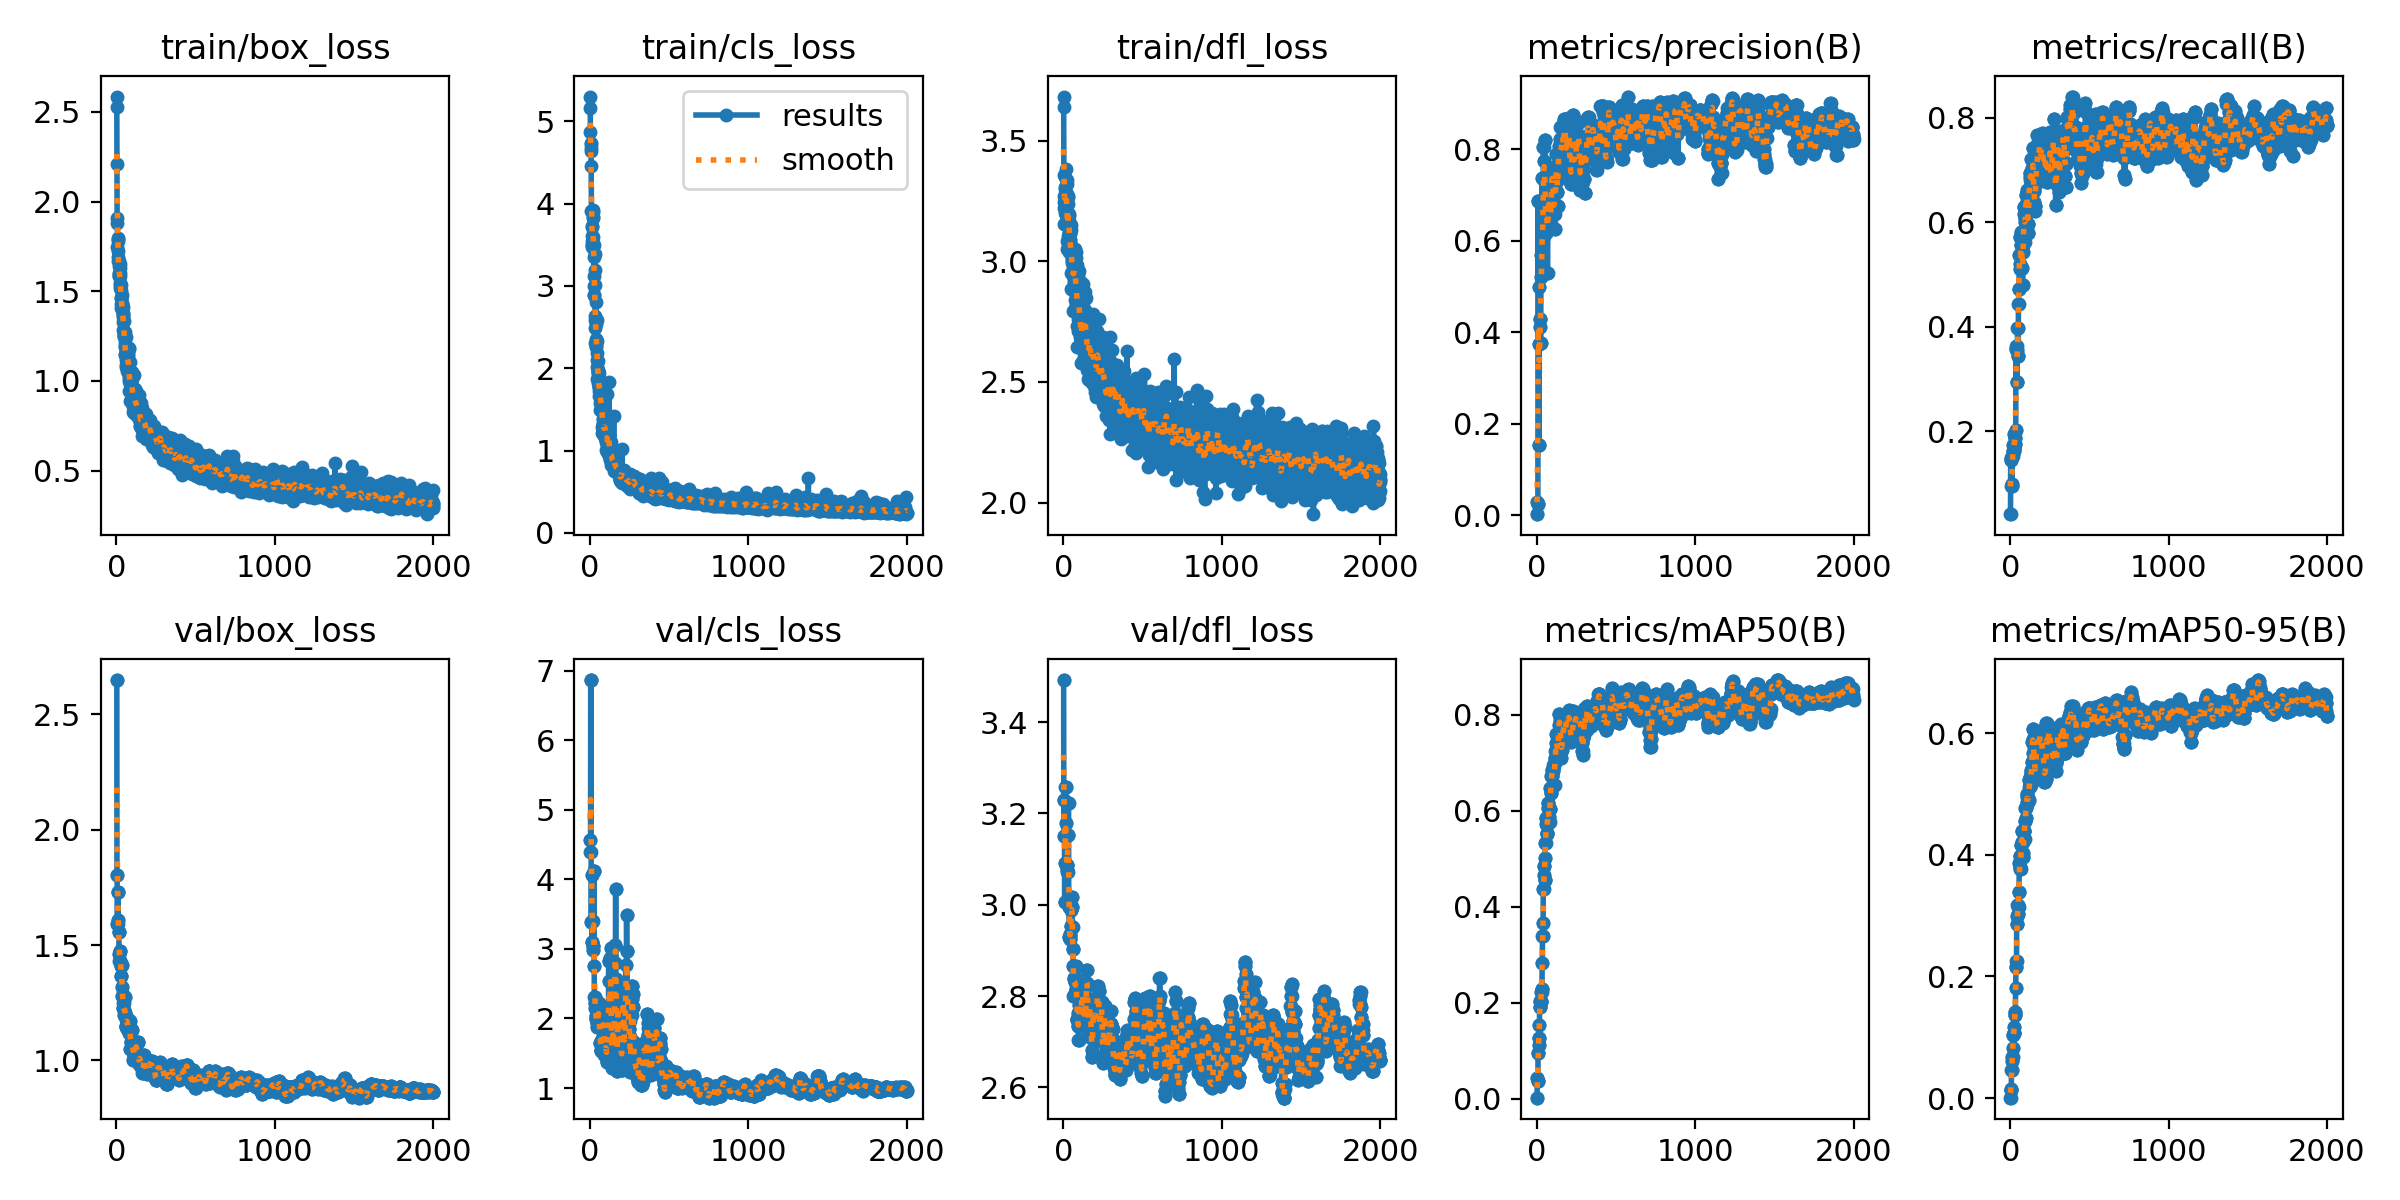 train/box_loss
2.5
2.0
1.5
1.0
0.5
0 1000 2000
train/cls_loss
results
smooth
5
4
3
2
1
0
0 1000 2000
train/dfl_loss
3.5
3.0
2.5
2.0
0 1000 2000
metrics/precision(B)
0.8
0.6
0.4
0.2
0.0
0 1000 2000
metrics/recall(B)
0.8
0.6
0.4
0.2
0 1000 2000
val/box_loss
2.5
2.0
1.5
1.0
0 1000 2000
val/cls_loss
7
6
5
4
3
2
1
0 1000 2000
val/dfl_loss
3.4
3.2
3.0
2.8
2.6
0 1000 2000
metrics/mAP50(B)
0.8
0.6
0.4
0.2
0.0
0 1000 2000
metrics/mAP50-95(B)
0.6
0.4
0.2
0.0
0 1000 2000